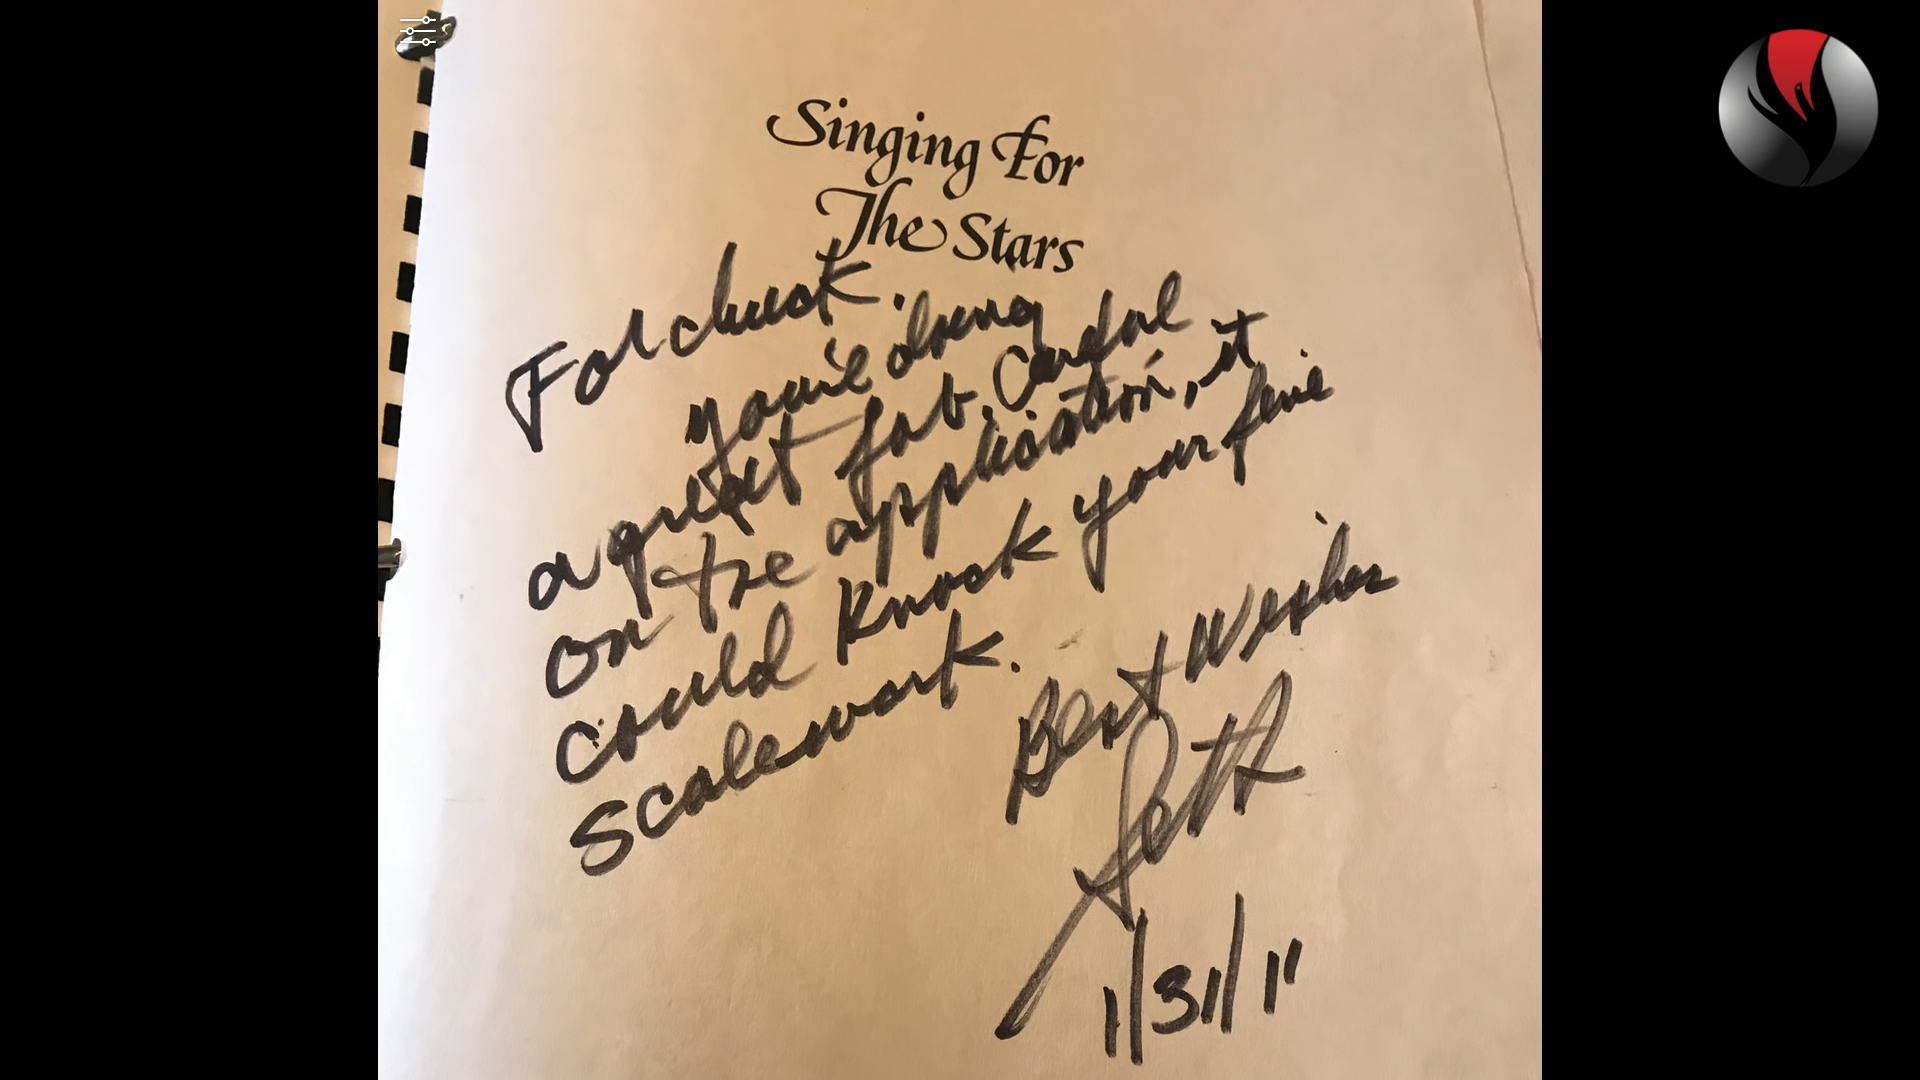 Singing For
The Stars
For chuck.
you're doing
a great job. Careful
on the application, it
could knock your fine
scalework.
Best Wishes
Seth
1/31/11